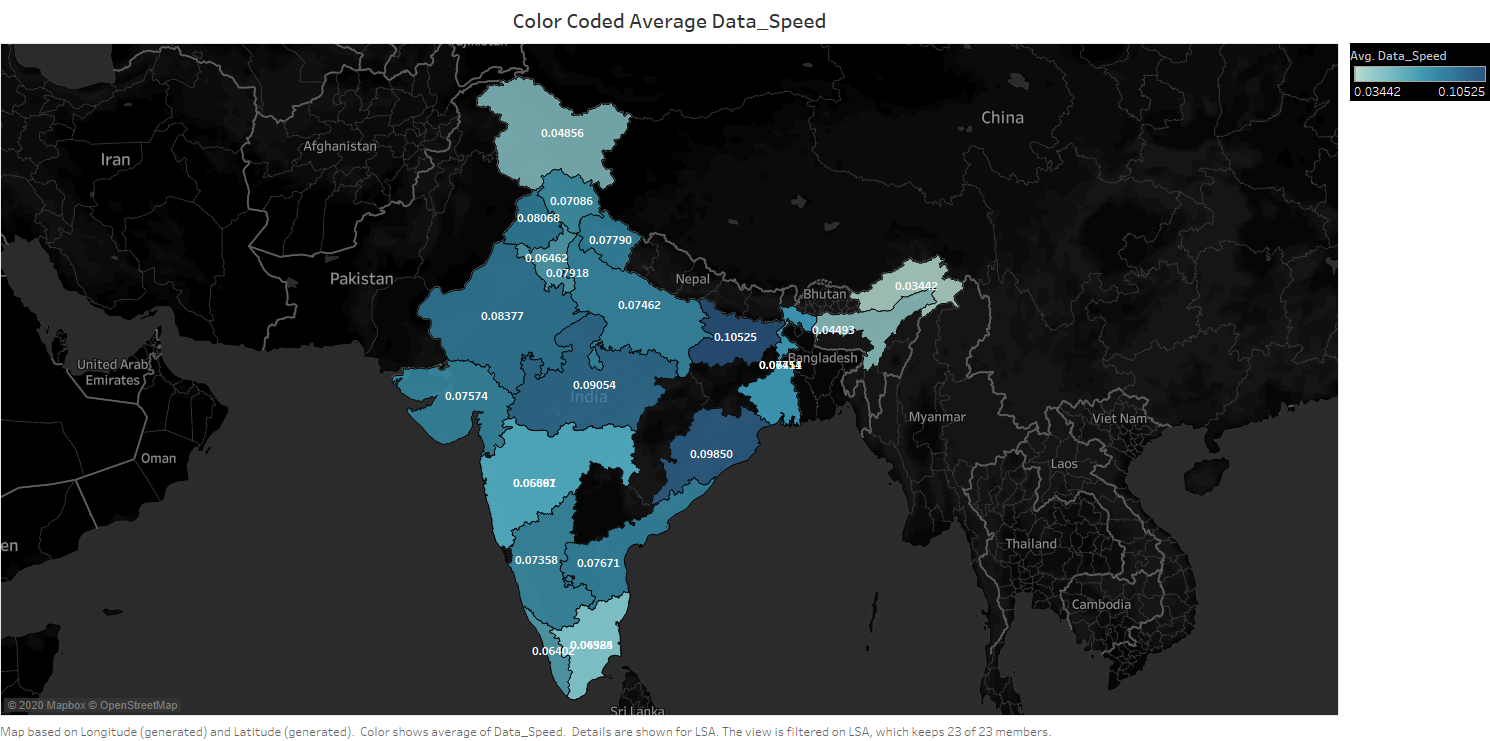 Color Coded Average Data_Speed
Avg. Data_Speed
0.03442 0.10525
China
Afghanistan
Iran
0.04856
0.07086
0.08068
0.07790
0.06462
0.07918
Pakistan
Nepal
Bhutan
0.03442
0.07462
0.08377
0.04493
0.10525
Bangladesh
United Arab
Emirates
0.09054
India
0.07574
Myanmar
Viet Nam
Oman
0.09850
Laos
en
Thailand
0.07358
0.07671
Cambodia
0.06402
Sri Lanka
© 2020 Mapbox © OpenStreetMap
Map based on Longitude (generated) and Latitude (generated). Color shows average of Data_Speed. Details are shown for LSA. The view is filtered on LSA, which keeps 23 of 23 members.